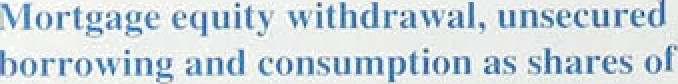 Mortgage equity withdrawal, unsecured
borrowing and consumption as shares of